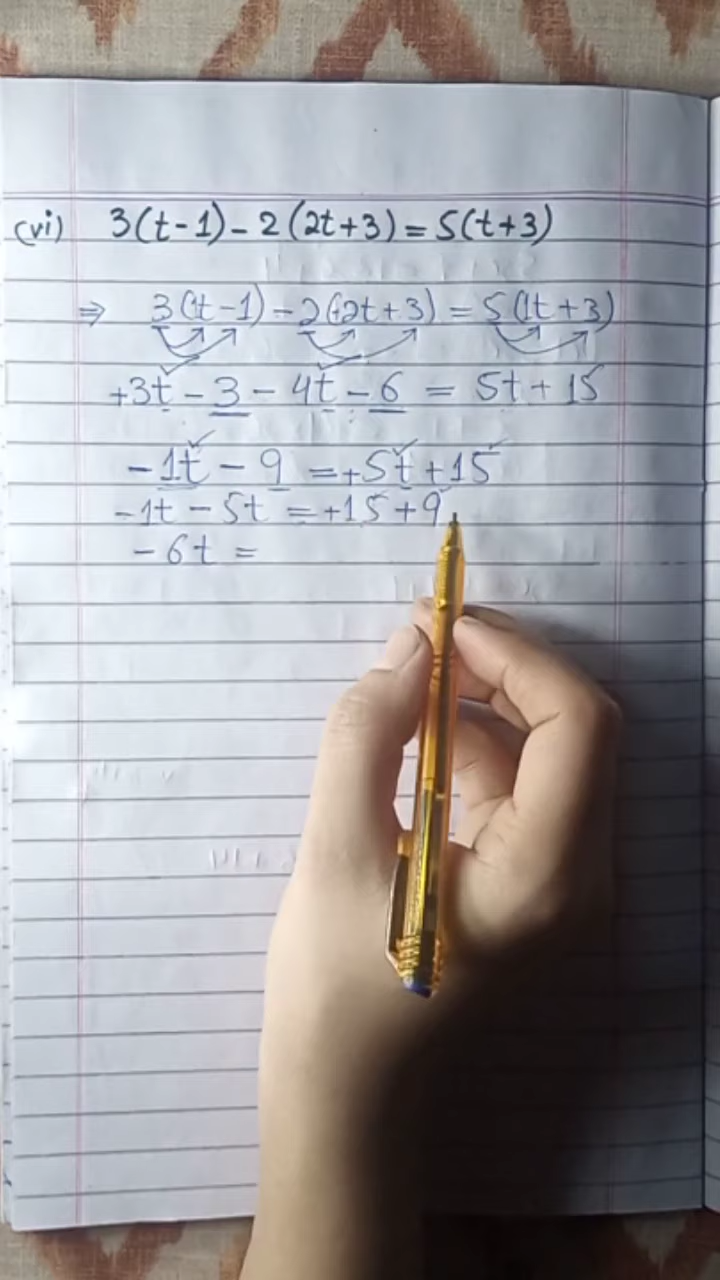 (vi) 3(t-1)-2(2t+3)=5(t+3)
⇒ 3(1t-1)-2(+2t+3)=5(1t+3)
+3t-3-4t-6=5t+15
-1t-9=+5t+15
-1t-5t=+15+9
-6t=